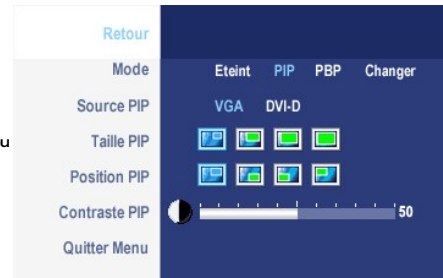 Retour
Mode Eteint PIP PBP Changer
Source PIP VGA DVI-D
u Taille PIP
Position PIP
Contraste PIP 50
Quitter Menu